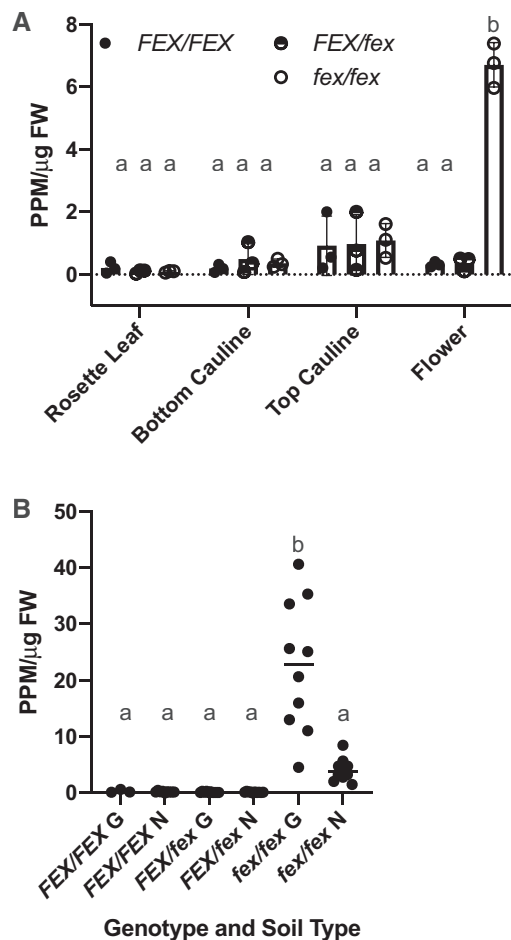 A
8
6
4
2
0
PPM/μg FW
FEX/FEX
FEX/fex
fex/fex
a a a a a a a a a a a b
Rosette Leaf
Bottom Cauline
Top Cauline
Flower
B
50
40
30
20
10
0
PPM/μg FW
a a a a b a
FEX/FEX G
FEX/FEX N
FEX/fex G
FEX/fex N
fex/fex G
fex/fex N
Genotype and Soil Type